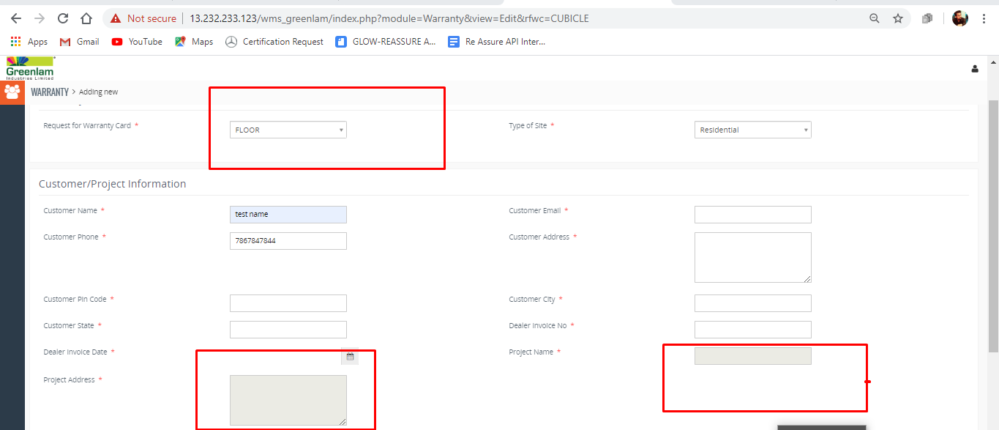 Not secure 13.232.233.123/wms_greenlam/index.php?module=Warranty&view=Edit&rfwc=CUBICLE
Apps Gmail YouTube Maps Certification Request GLOW-REASSURE A... Re Assure API Inter...
Greenlam
Industries Limited
WARRANTY > Adding new
Request for Warranty Card * FLOOR Type of Site * Residential
Customer/Project Information
Customer Name * test name Customer Email *
Customer Phone * 7867847844 Customer Address *
Customer Pin Code * Customer City *
Customer State * Dealer Invoice No *
Dealer Invoice Date * Project Name *
Project Address *